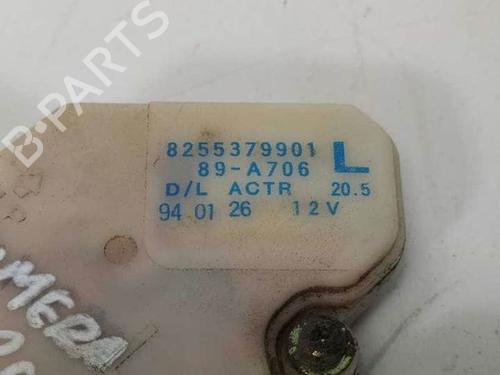 B-PARTS
8255379901 L
89-A706
D/L ACTR 20.5
94 01 26 12V